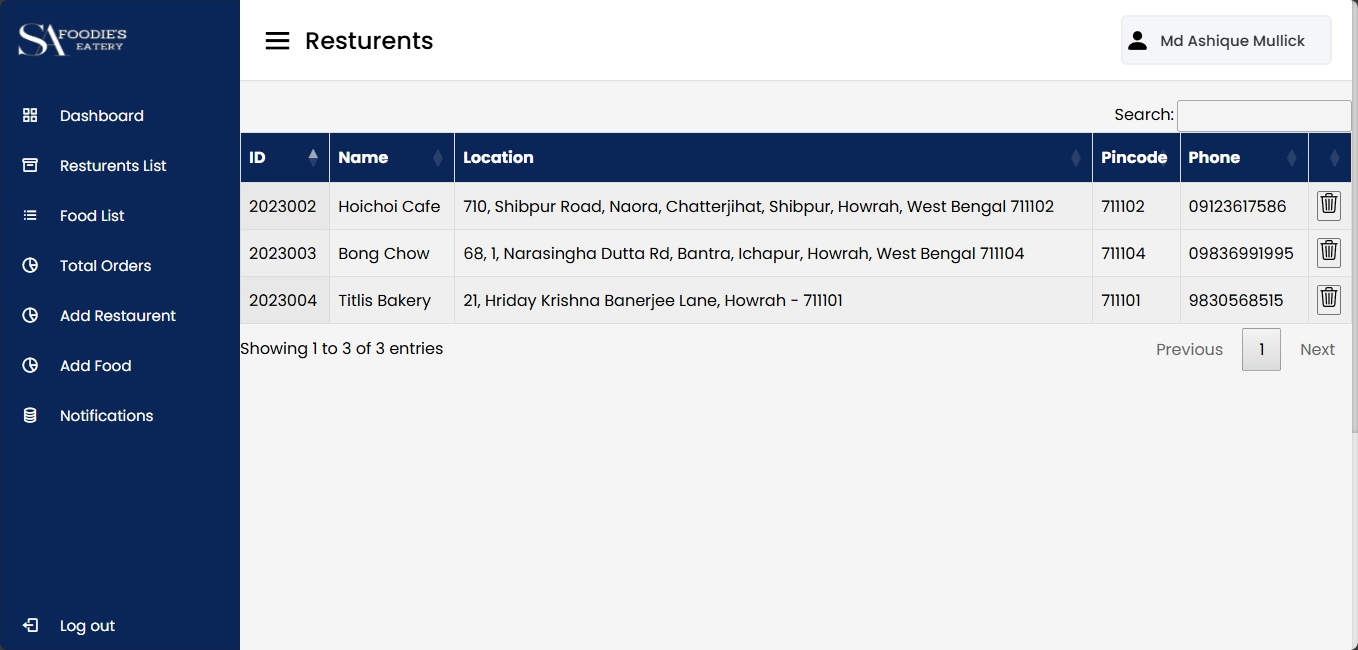 SA FOODIE'S
EATERY
Resturents
Md Ashique Mullick
Dashboard
Resturents List
Food List
Total Orders
Add Restaurent
Add Food
Notifications
Log out
Search:
ID Name Location Pincode Phone
2023002 Hoichoi Cafe 710, Shibpur Road, Naora, Chatterjihat, Shibpur, Howrah, West Bengal 711102 711102 09123617586
2023003 Bong Chow 68, 1, Narasingha Dutta Rd, Bantra, Ichapur, Howrah, West Bengal 711104 711104 09836991995
2023004 Titlis Bakery 21, Hriday Krishna Banerjee Lane, Howrah - 711101 711101 9830568515
Showing 1 to 3 of 3 entries
Previous 1 Next